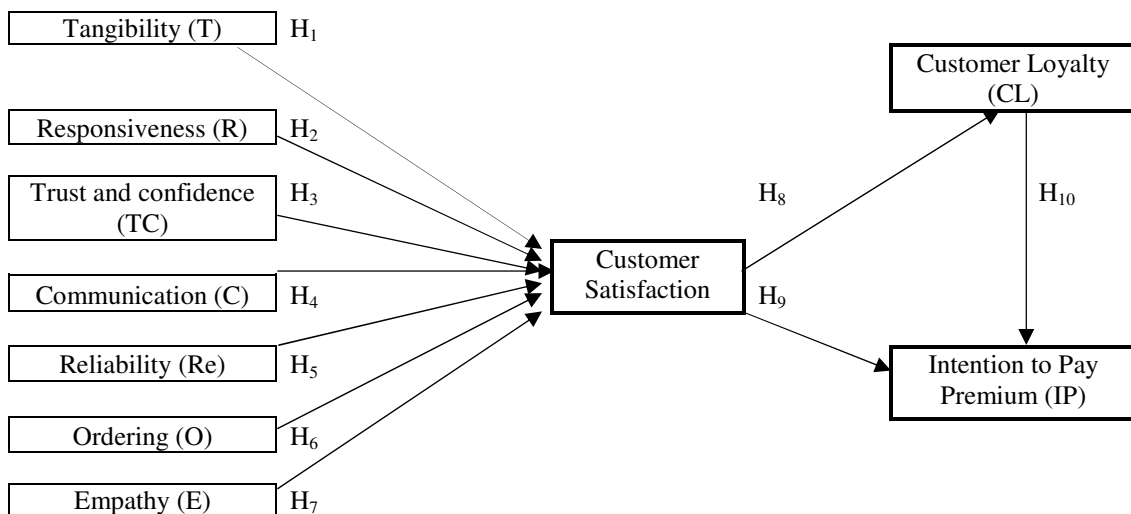 Tangibility (T) H₁
Responsiveness (R) H₂
Trust and confidence H₃
(TC)
Communication (C) H₄
Reliability (Re) H₅
Ordering (O) H₆
Empathy (E) H₇
Customer
Satisfaction
H₈
H₉
Customer Loyalty
(CL)
H₁₀
Intention to Pay
Premium (IP)